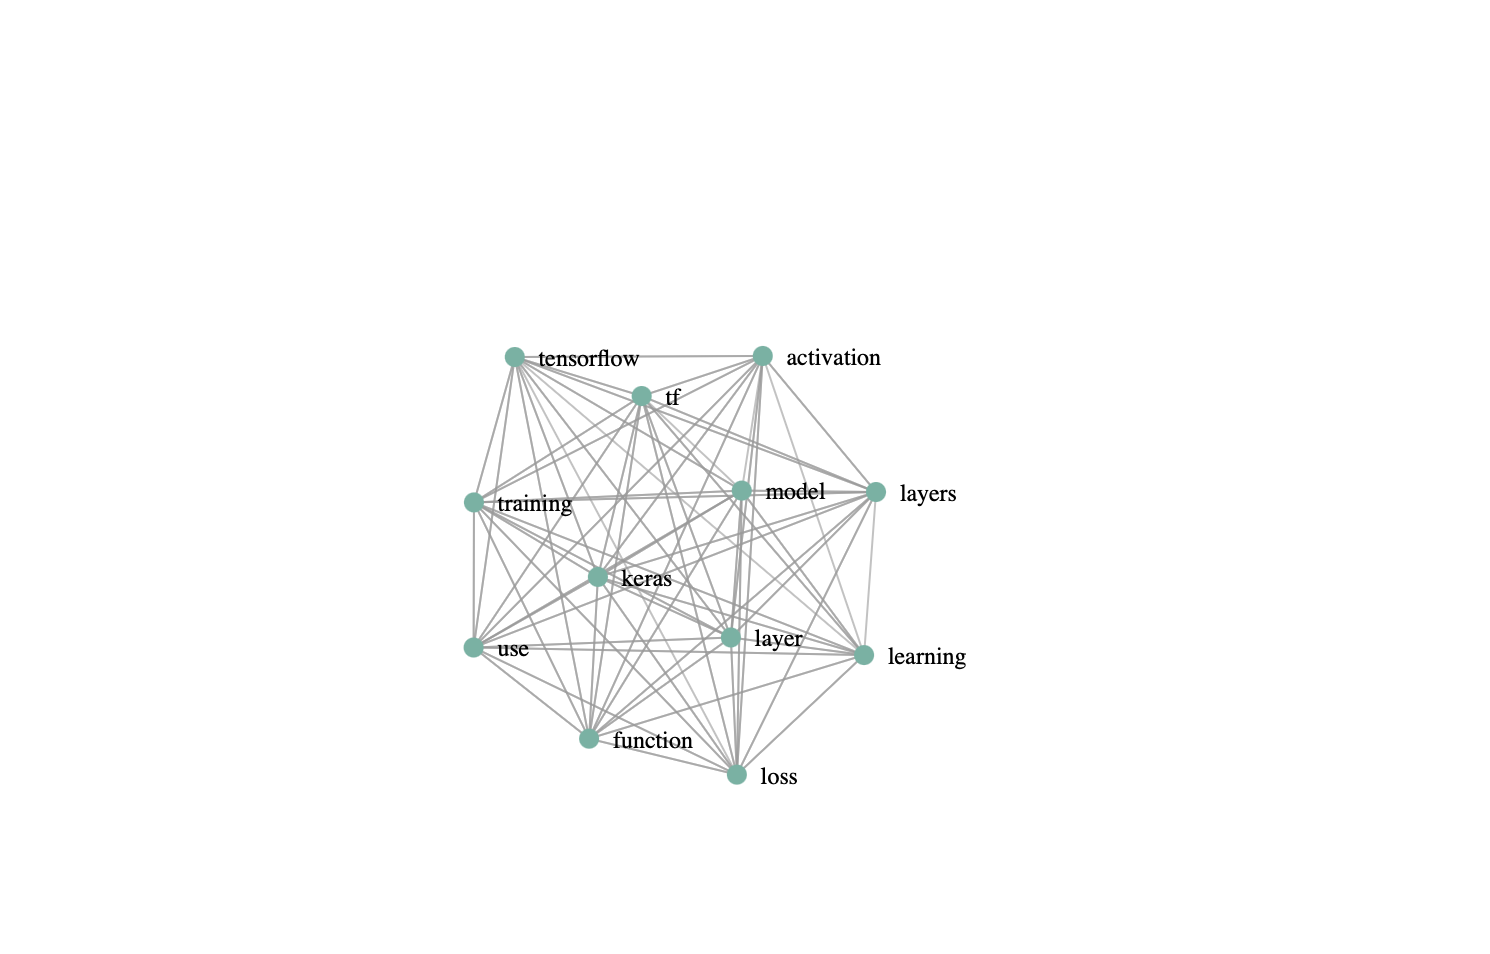 tensorflow
activation
tf
model
layers
training
keras
layer
use
learning
function
loss